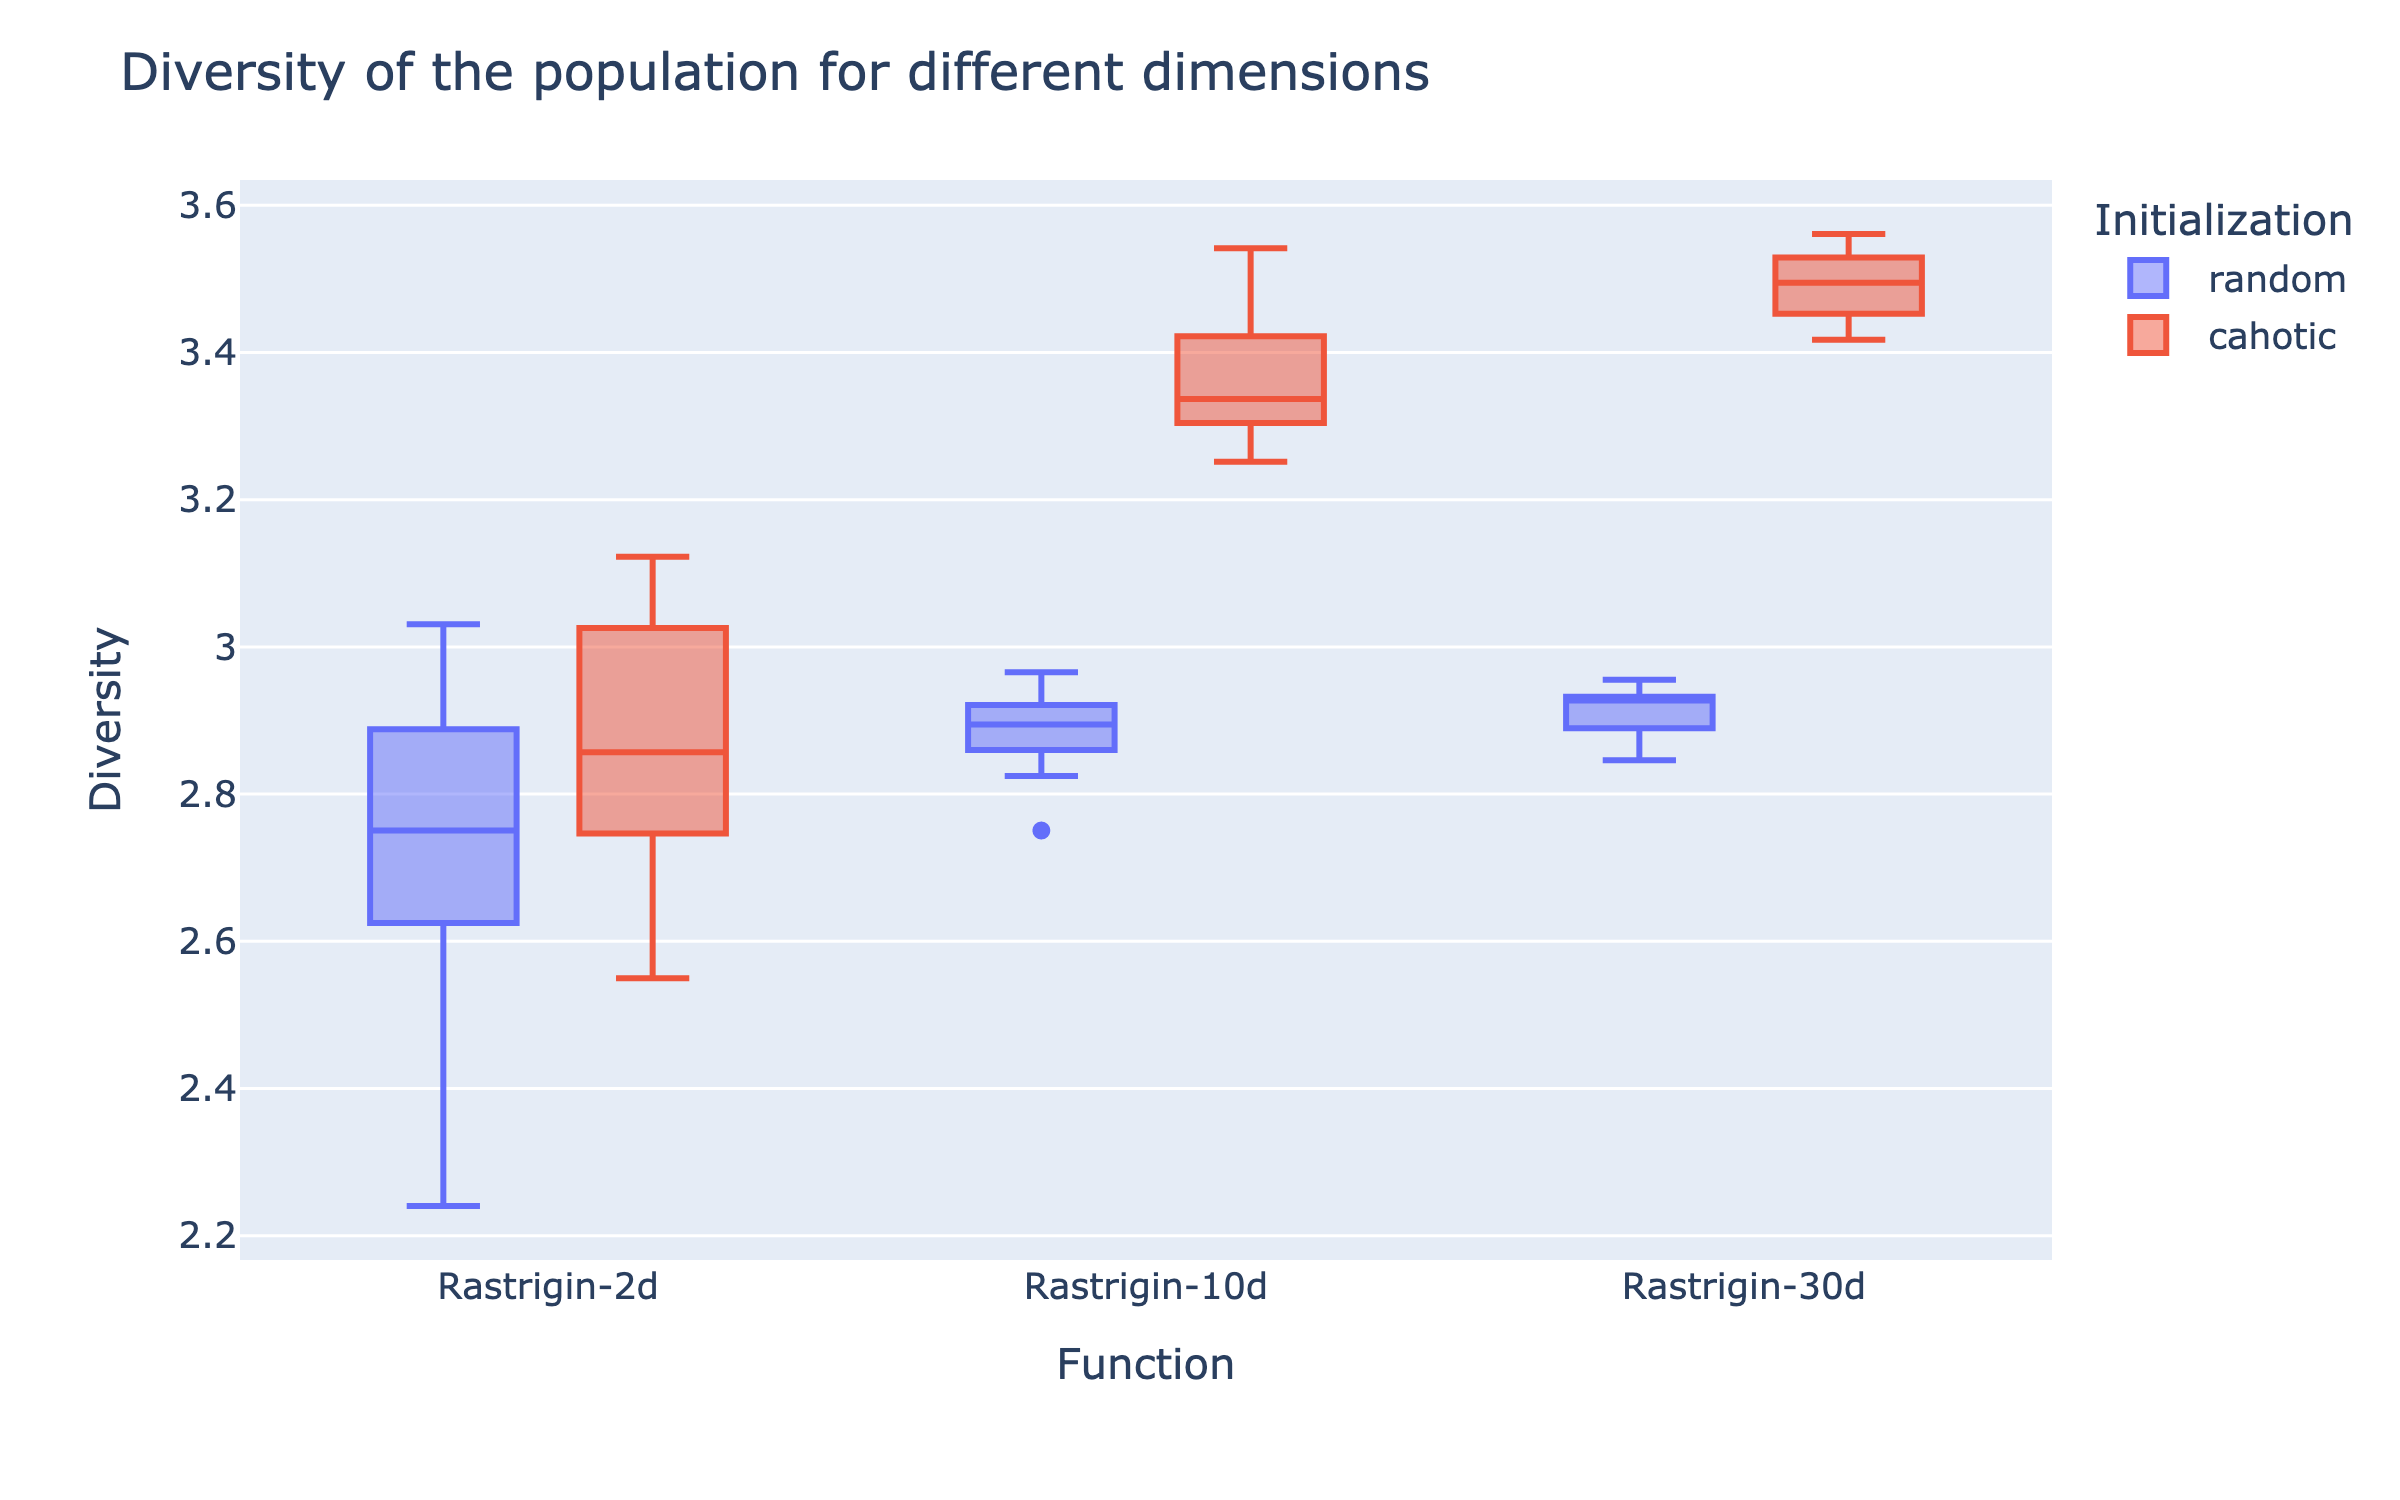 Diversity of the population for different dimensions
3.6
3.4
3.2
3
2.8
2.6
2.4
2.2
Diversity
Rastrigin-2d
Rastrigin-10d
Rastrigin-30d
Function
Initialization
random
cahotic